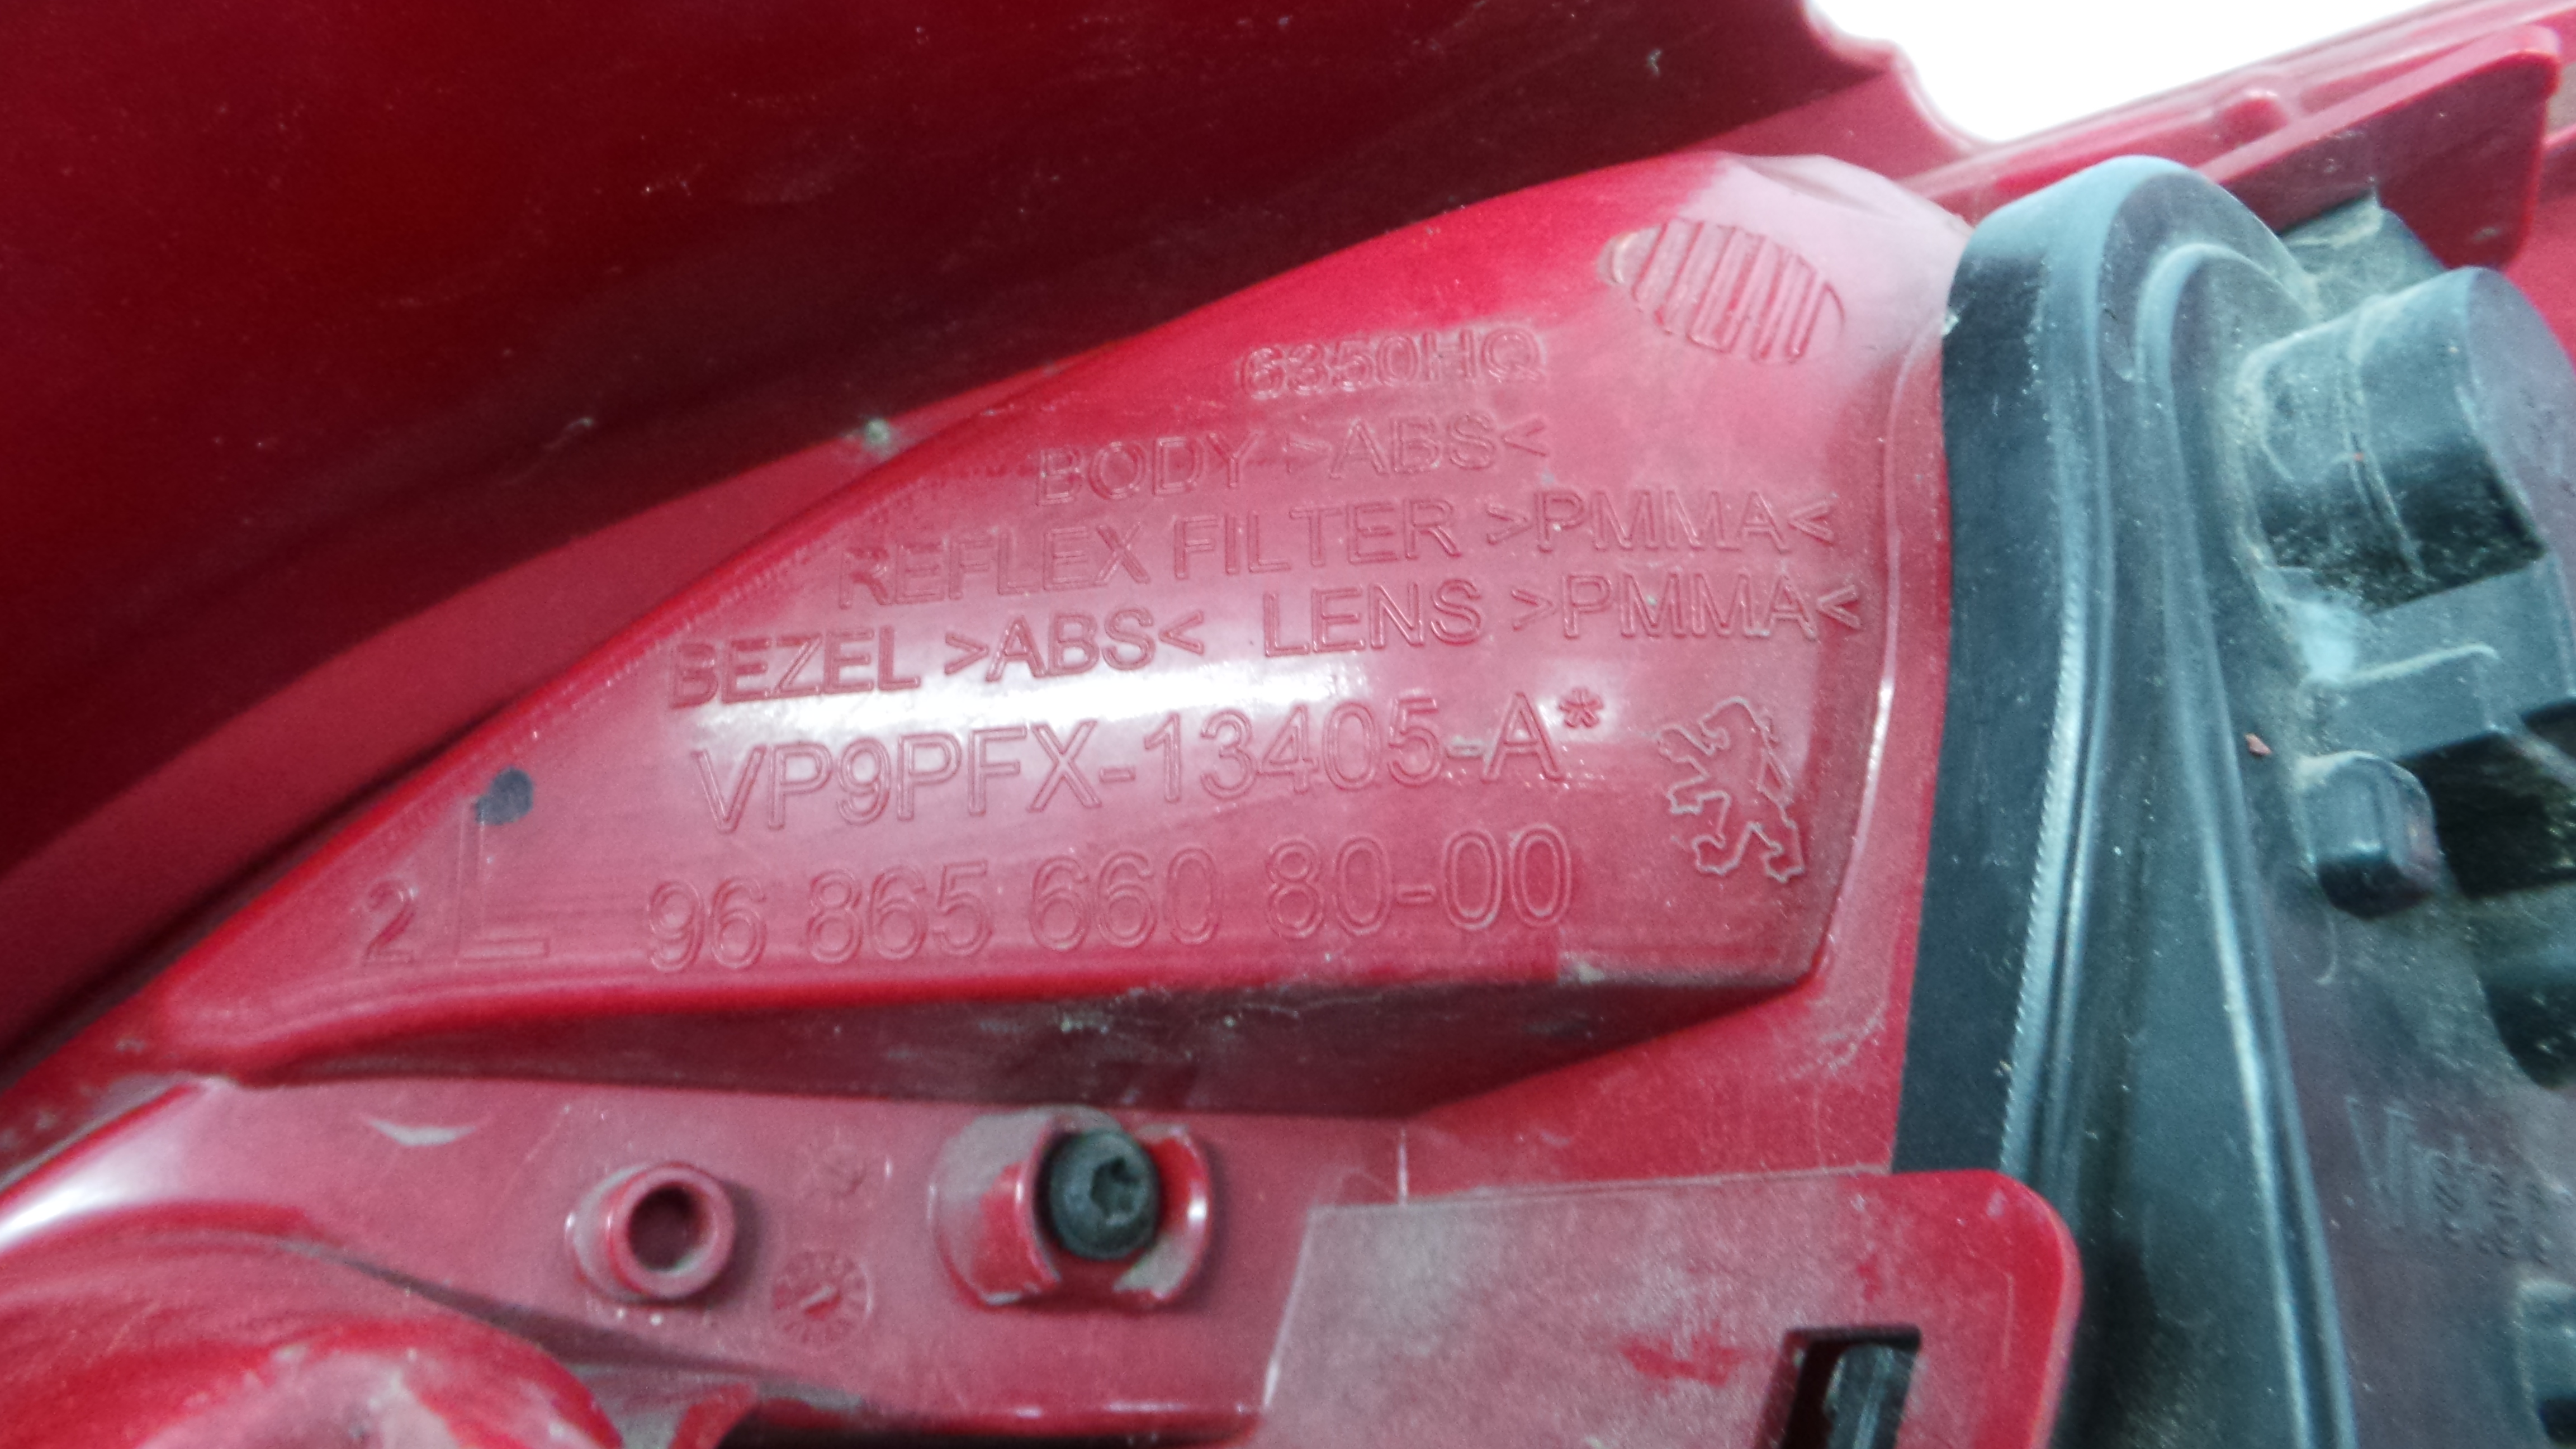 6350HQ
BODY >ABS<
REFLEX FILTER >PMMA<
BEZEL >ABS< LENS >PMMA<
VP9PFX-13405-A*
2 L 96 865 660 80-00